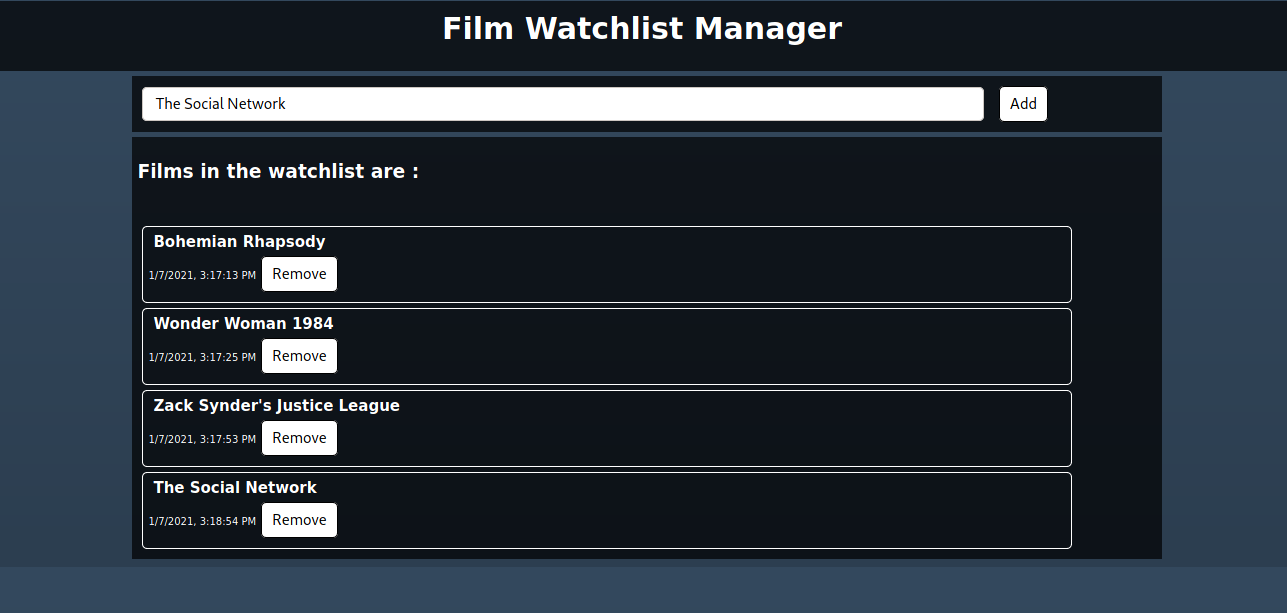 Film Watchlist Manager
The Social Network Add
Films in the watchlist are :
Bohemian Rhapsody
1/7/2021, 3:17:13 PM Remove
Wonder Woman 1984
1/7/2021, 3:17:25 PM Remove
Zack Synder's Justice League
1/7/2021, 3:17:53 PM Remove
The Social Network
1/7/2021, 3:18:54 PM Remove